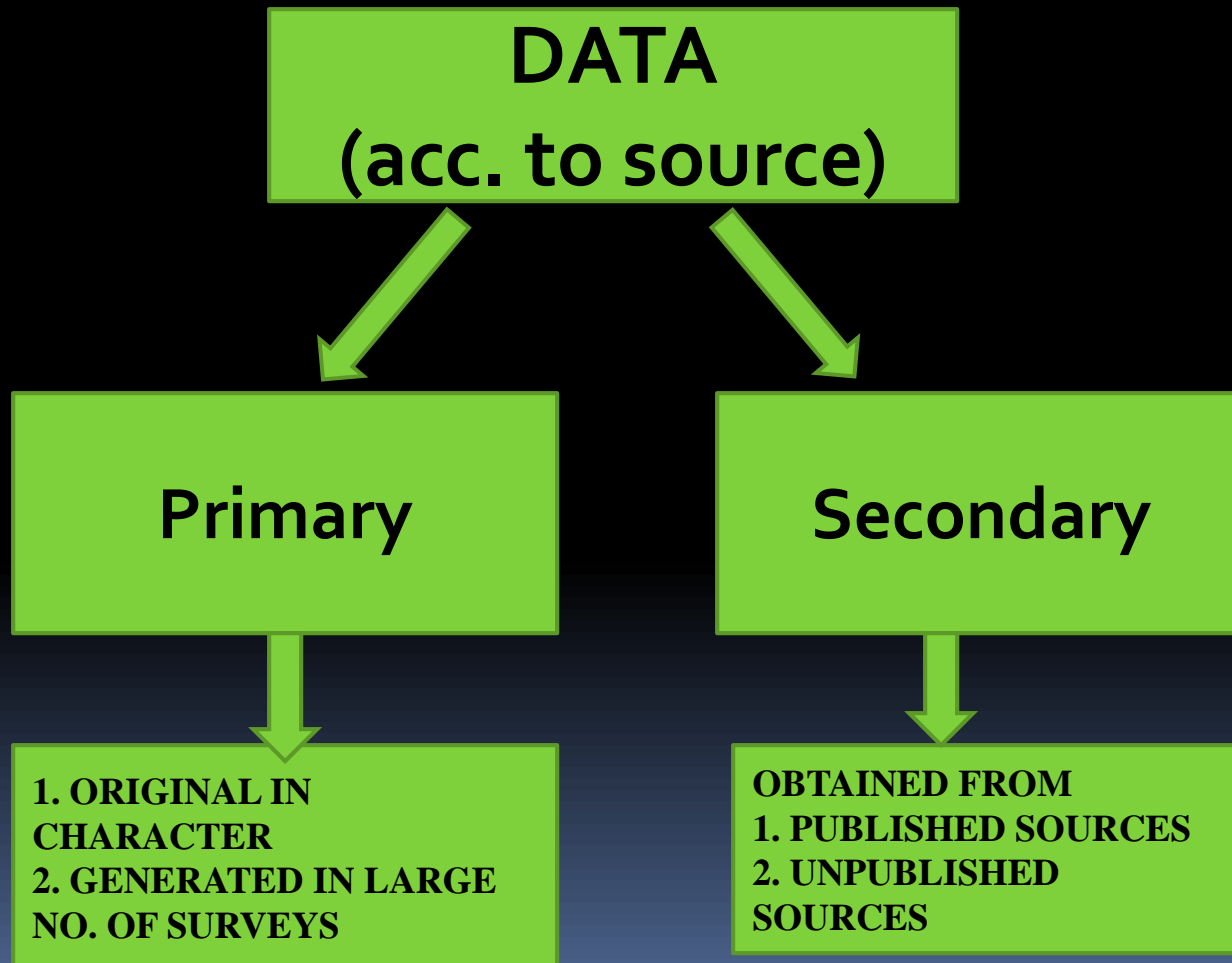 DATA
(acc. to source)
Primary
Secondary
1. ORIGINAL IN
CHARACTER
2. GENERATED IN LARGE
NO. OF SURVEYS
OBTAINED FROM
1. PUBLISHED SOURCES
2. UNPUBLISHED
SOURCES